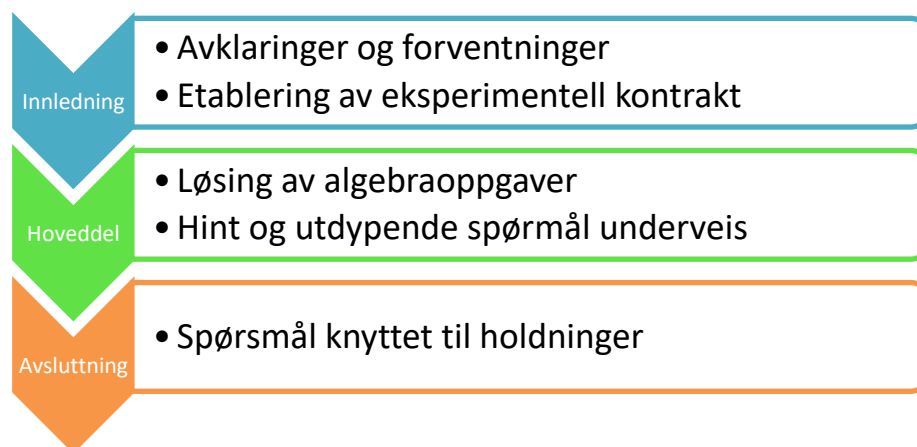 Innledning
• Avklaringer og forventninger
• Etablering av eksperimentell kontrakt
Hoveddel
• Løsing av algebraoppgaver
• Hint og utdypende spørmål underveis
Avsluttning
• Spørsmål knyttet til holdninger